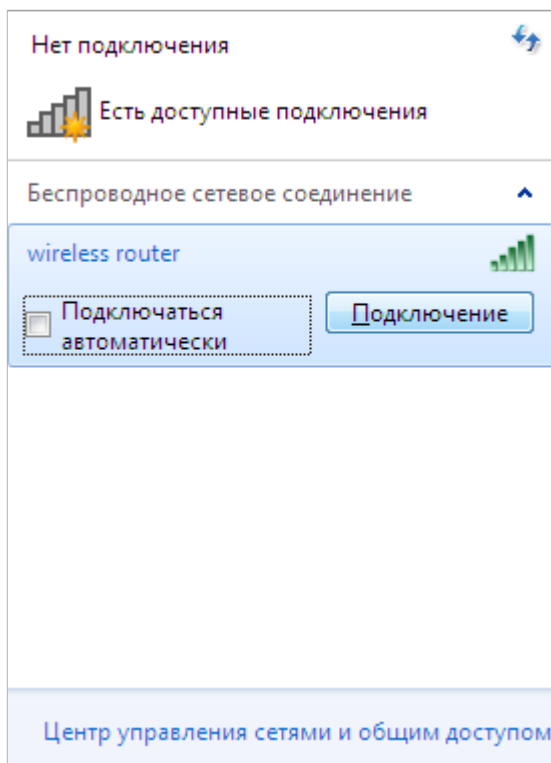 Нет подключения
Есть доступные подключения
Беспроводное сетевое соединение
wireless router
Подключаться
автоматически
Подключение
Центр управления сетями и общим доступом